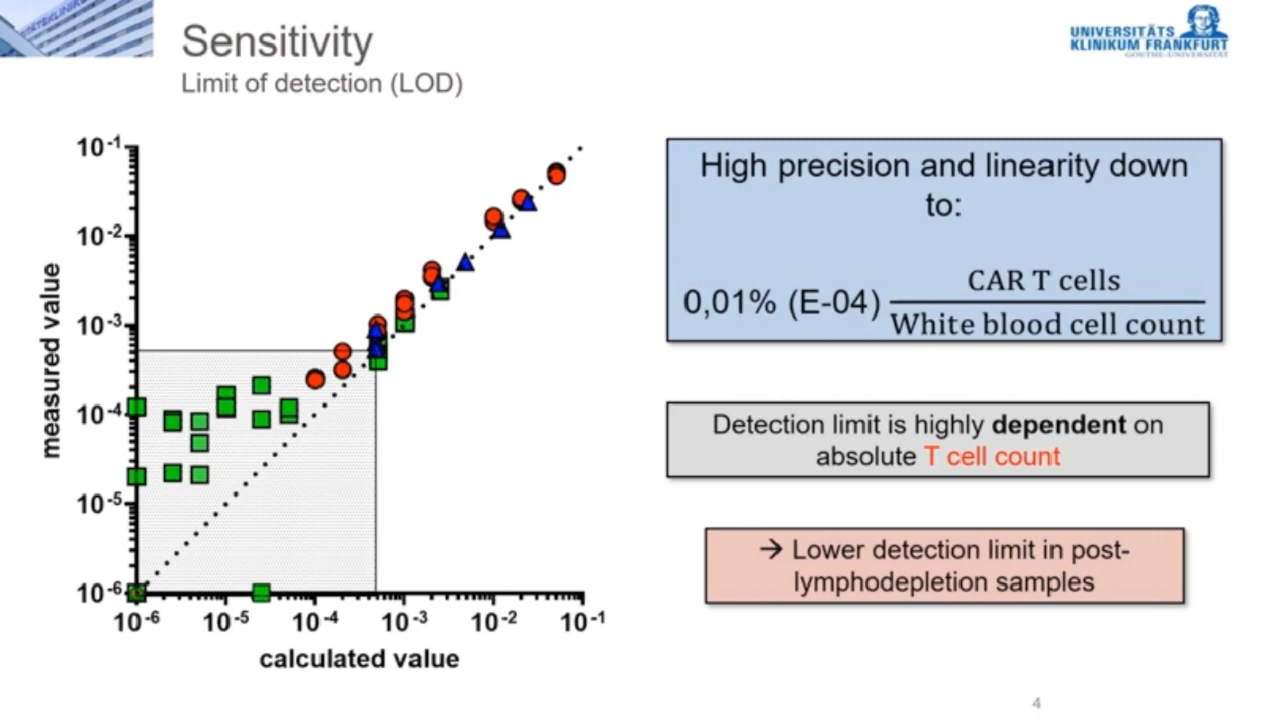 Sensitivity
Limit of detection (LOD)
UNIVERSITÄTS
KLINIKUM FRANKFURT
GOETHE-UNIVERSITÄT
10-1
10-2
10-3
10-4
10-5
10-6
measured value
10-6 10-5 10-4 10-3 10-2 10-1
calculated value
High precision and linearity down
to:
0,01% (E-04) CAR T cells
White blood cell count
Detection limit is highly dependent on
absolute T cell count
→ Lower detection limit in post-
lymphodepletion samples
4